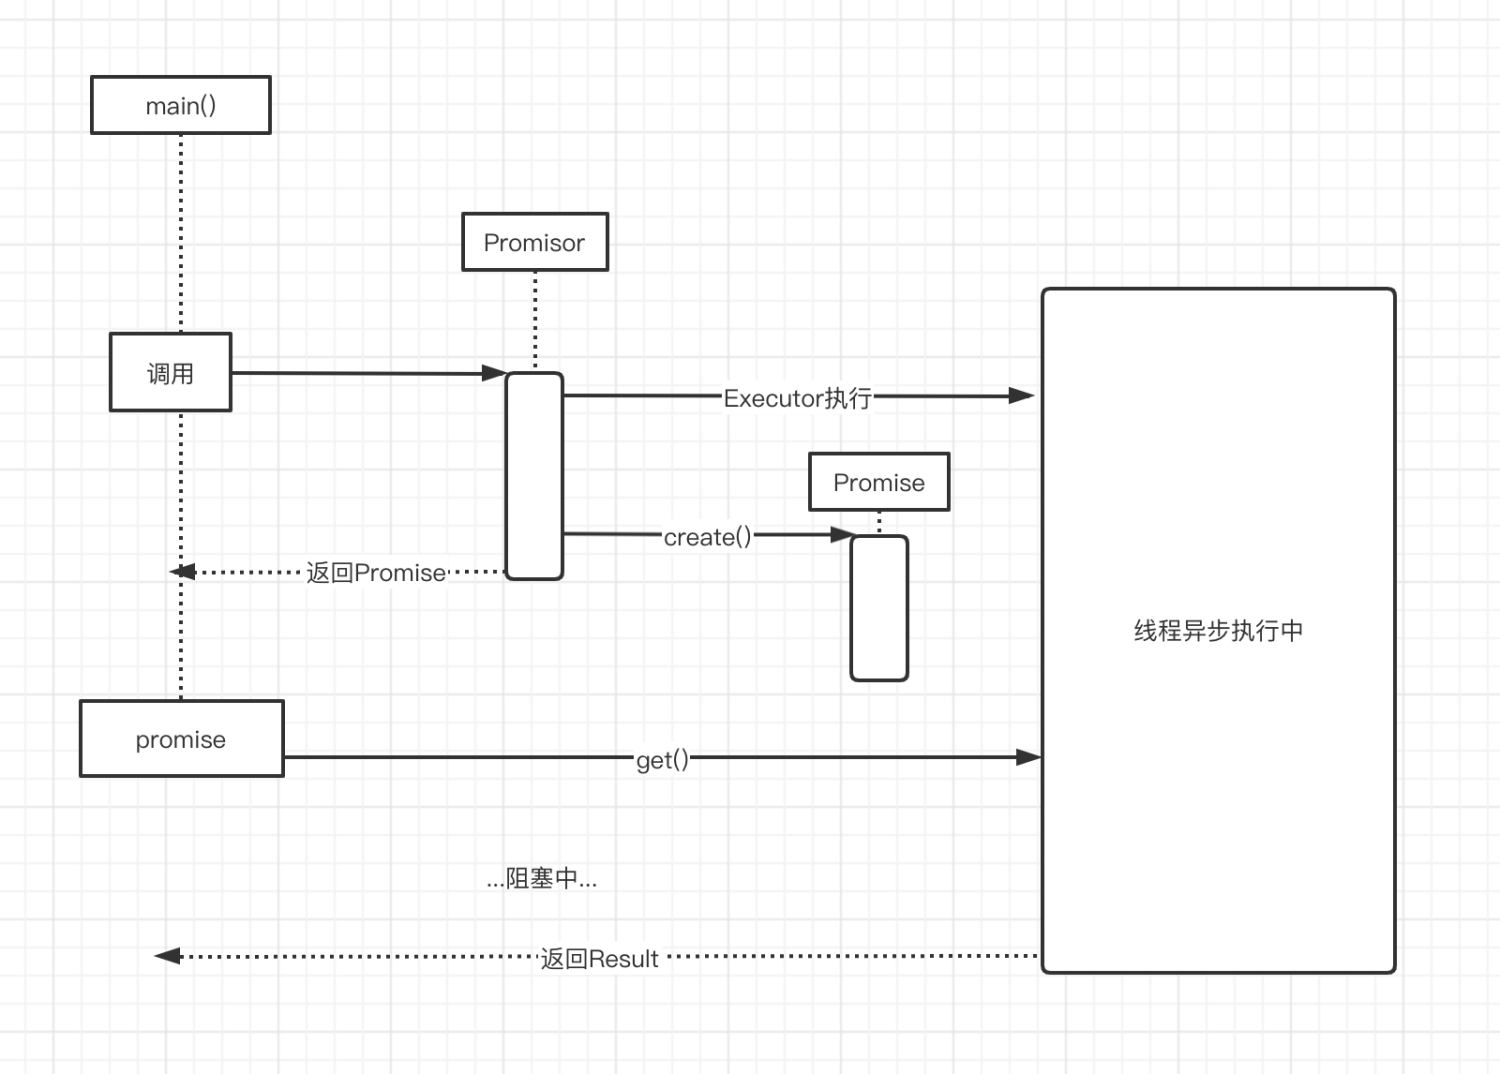 main()
Promisor
调用
Executor执行
Promise
create()
返回Promise
线程异步执行中
promise
get()
...阻塞中...
返回Result